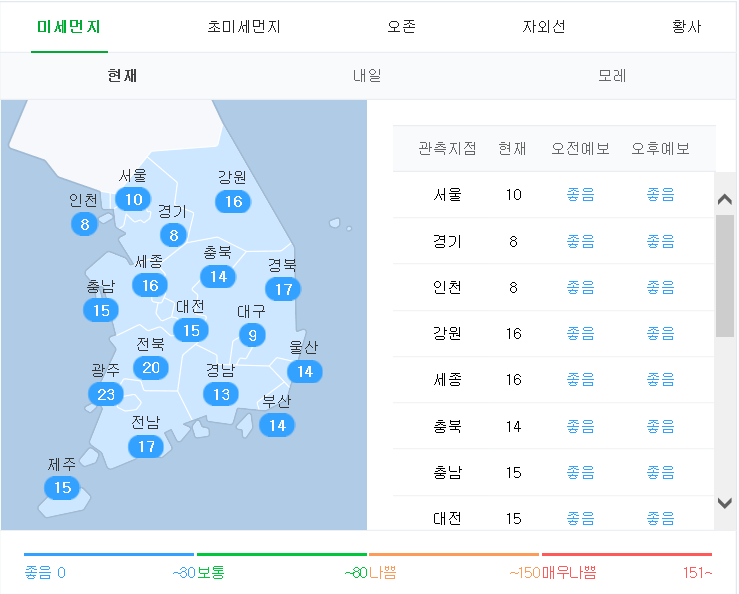 미세먼지 초미세먼지 오존 자외선 황사
현재 내일 모레
서울
10
강원
16
인천
8
경기
8
충북
14
세종
16
경북
17
충남
15
대전
15
대구
9
전북
20
울산
14
광주
23
경남
13
부산
14
전남
17
제주
15
관측지점 현재 오전예보 오후예보
서울 10 좋음 좋음
경기 8 좋음 좋음
인천 8 좋음 좋음
강원 16 좋음 좋음
세종 16 좋음 좋음
충북 14 좋음 좋음
충남 15 좋음 좋음
대전 15 좋음 좋음
좋음 0 ~30 보통 ~80 나쁨 ~150 매우나쁨 151~